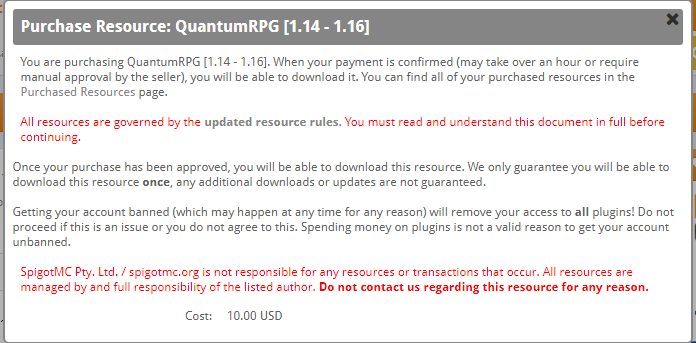 Purchase Resource: QuantumRPG [1.14 - 1.16]
You are purchasing QuantumRPG [1.14 - 1.16]. When your payment is confirmed (may take over an hour or require
manual approval by the seller), you will be able to download it. You can find all of your purchased resources in the
Purchased Resources page.
All resources are governed by the updated resource rules. You must read and understand this document in full before
continuing.
Once your purchase has been approved, you will be able to download this resource. We only guarantee you will be able to
download this resource once, any additional downloads or updates are not guaranteed.
Getting your account banned (which may happen at any time for any reason) will remove your access to all plugins! Do not
proceed if this is an issue or you do not agree to this. Spending money on plugins is not a valid reason to get your account
unbanned.
SpigotMC Pty. Ltd. / spigotmc.org is not responsible for any resources or transactions that occur. All resources are
managed by and full responsibility of the listed author. Do not contact us regarding this resource for any reason.
Cost: 10.00 USD